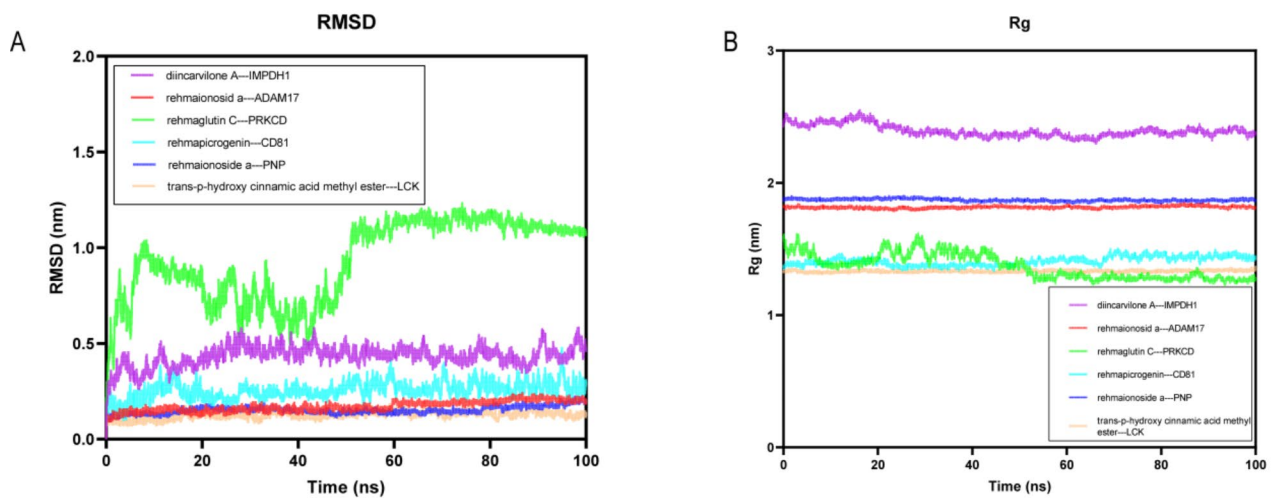 A
RMSD
2.0
1.5
1.0
0.5
0.0
RMSD (nm)
diincarvilone A---IMPDH1
rehmaionosid a---ADAM17
rehmaglutin C---PRKCD
rehmapicrogenin---CD81
rehmaionoside a---PNP
trans-p-hydroxy cinnamic acid methyl ester---LCK
0 20 40 60 80 100
Time (ns)
B
Rg
3
2
1
0
Rg (nm)
diincarvilone A---IMPDH1
rehmaionosid a---ADAM17
rehmaglutin C---PRKCD
rehmapicrogenin---CD81
rehmaionoside a---PNP
trans-p-hydroxy cinnamic acid methyl
ester---LCK
0 20 40 60 80 100
Time (ns)